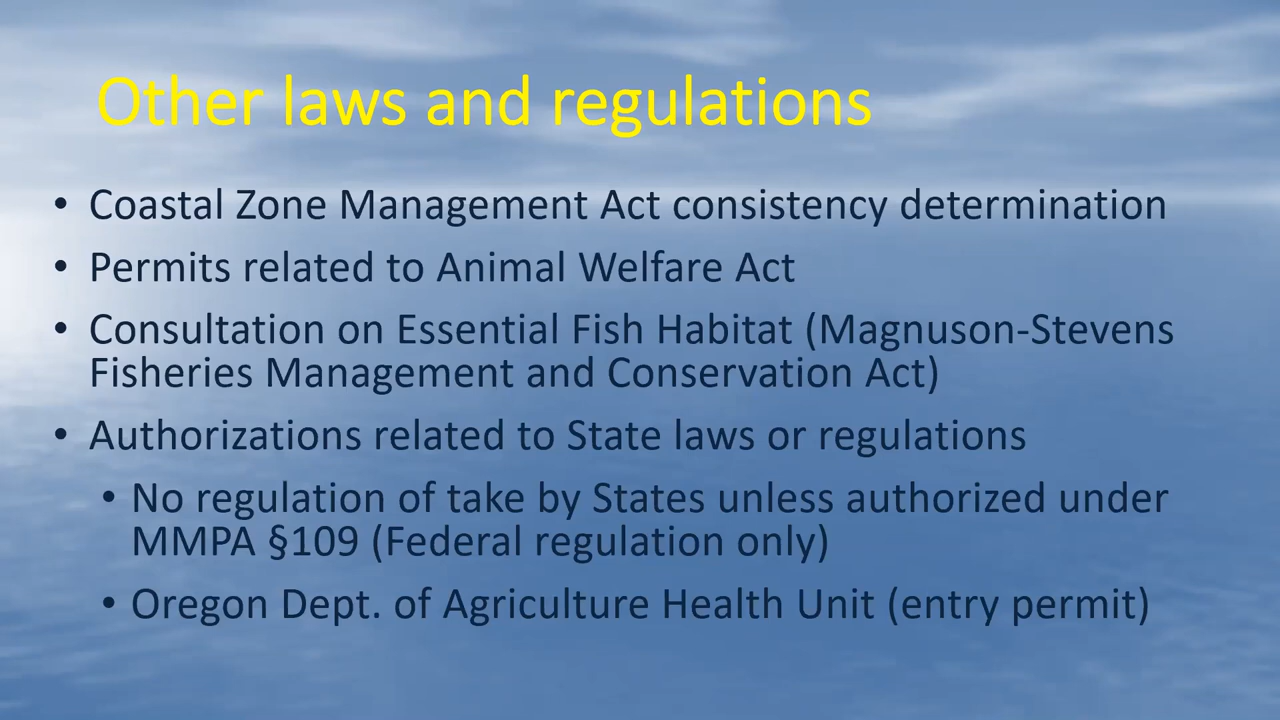 Other laws and regulations
• Coastal Zone Management Act consistency determination
• Permits related to Animal Welfare Act
• Consultation on Essential Fish Habitat (Magnuson-Stevens
Fisheries Management and Conservation Act)
• Authorizations related to State laws or regulations
• No regulation of take by States unless authorized under
MMPA §109 (Federal regulation only)
• Oregon Dept. of Agriculture Health Unit (entry permit)